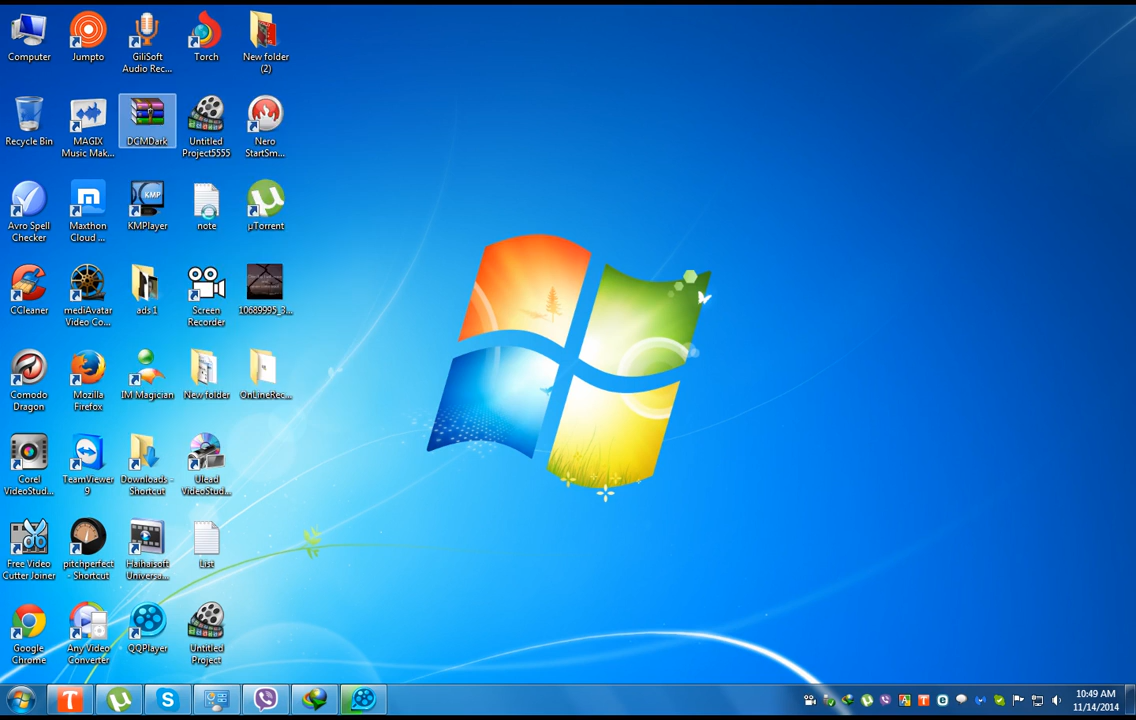 Computer
Jumpto
GiliSoft
Audio Rec...
Torch
New folder
(2)
Recycle Bin
MAGIX
Music Mak...
DCMDark
Untitled
Project5555
Nero
StartSm...
Avro Spell
Checker
Maxthon
Cloud ...
KMP
KMPlayer
note
µTorrent
CCleaner
mediAvatar
Video Co...
ads 1
Screen
Recorder
10689995_3...
Comodo
Dragon
Mozilla
Firefox
IM Magician
New folder
OnLineRec...
Corel
VideoStud...
TeamViewer
9
Downloads -
Shortcut
Ulead
VideoStud...
Free Video
Cutter Joiner
pitchperfect
- Shortcut
Haihaisoft
Universa...
List
Google
Chrome
Any Video
Converter
QQPlayer
Untitled
Project
10:49 AM
11/14/2014